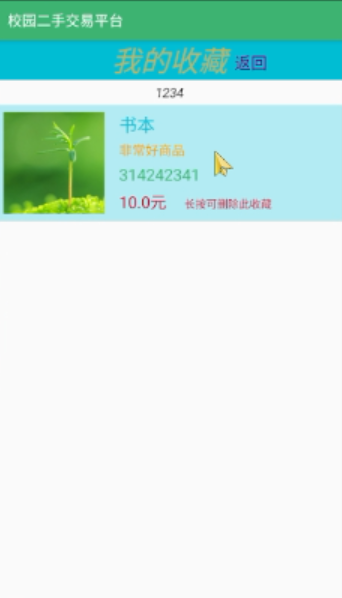 校园二手交易平台
我的收藏 返回
1234
书本
非常好商品
314242341
10.0元 长按可删除此收藏